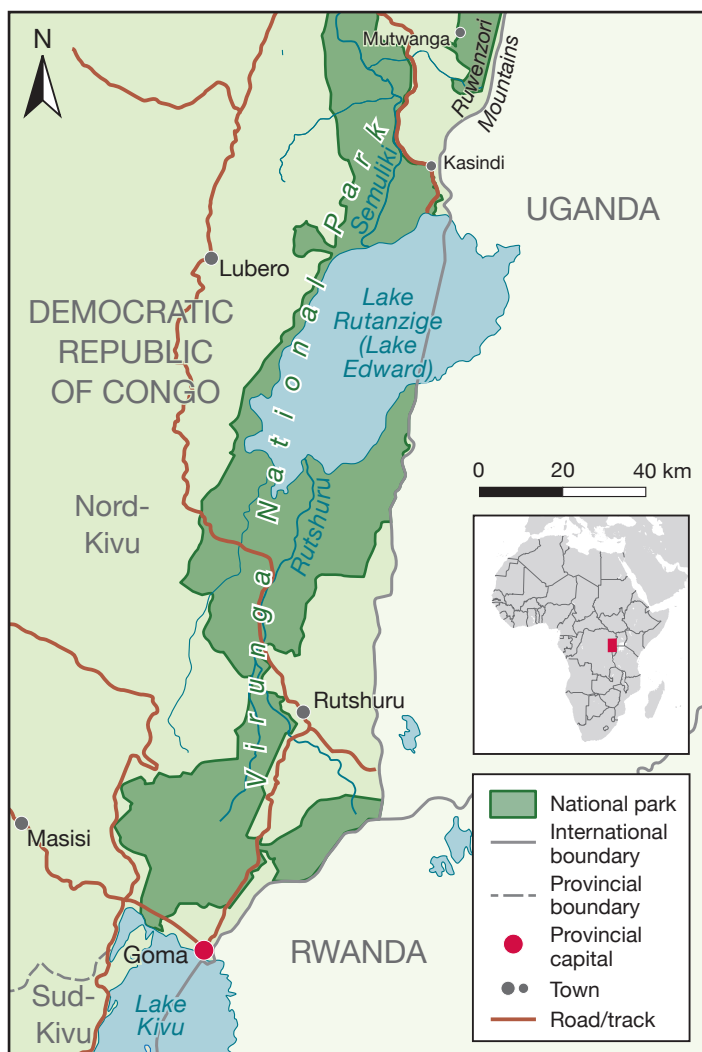 N
Mutwanga
Ruwenzori
Mountains
Kasindi
UGANDA
Semuliki
Lubero
DEMOCRATIC
REPUBLIC
OF CONGO
Lake
Rutanzige
(Lake
Edward)
Virunga National Park
0 20 40 km
Nord-
Kivu
Rutshuru
Rutshuru
Masisi
Goma
RWANDA
Sud-
Kivu
Lake
Kivu
National park
International
boundary
Provincial
boundary
Provincial
capital
Town
Road/track